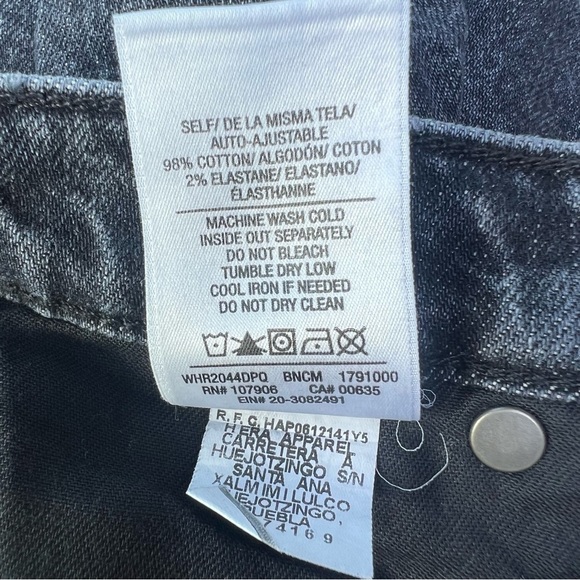 SELF/ DE LA MISMA TELA/
AUTO-AJUSTABLE
98% COTTON/ ALGODÓN/ COTON
2% ELASTANE/ ELASTANO/
ÉLASTHANNE
MACHINE WASH COLD
INSIDE OUT SEPARATELY
DO NOT BLEACH
TUMBLE DRY LOW
COOL IRON IF NEEDED
DO NOT DRY CLEAN
WHR2044DPQ BNCM 1791000
RN# 107906 CA# 00835
EIN# 20-3082491
R.F.C. HAP0612141Y5
HERA APPAREL
CARRETERA A
HUEJOTZINGO S/N
SANTA ANA
XALMIMILULCO
HUEJOTZINGO,
PUEBLA
74169